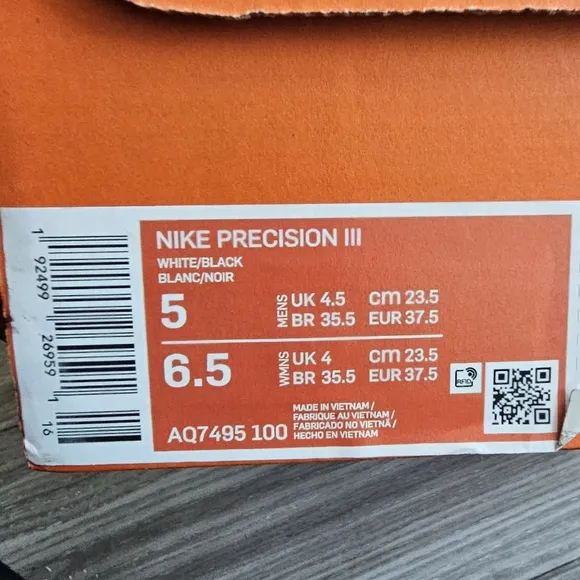 NIKE PRECISION III
WHITE/BLACK
BLANC/NOIR
5 MENS UK 4.5 cm 23.5
BR 35.5 EUR 37.5
6.5 WMNS UK 4 cm 23.5
BR 35.5 EUR 37.5
RFID
AQ7495 100
MADE IN VIETNAM /
FABRIQUE AU VIETNAM /
FABRICADO NO VIETNÃ /
HECHO EN VIETNAM
1 92499 26959 1 16